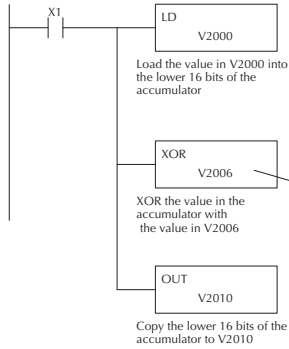 X1
LD
V2000
Load the value in V2000 into
the lower 16 bits of the
accumulator
XOR
V2006
XOR the value in the
accumulator with
the value in V2006
OUT
V2010
Copy the lower 16 bits of the
accumulator to V2010